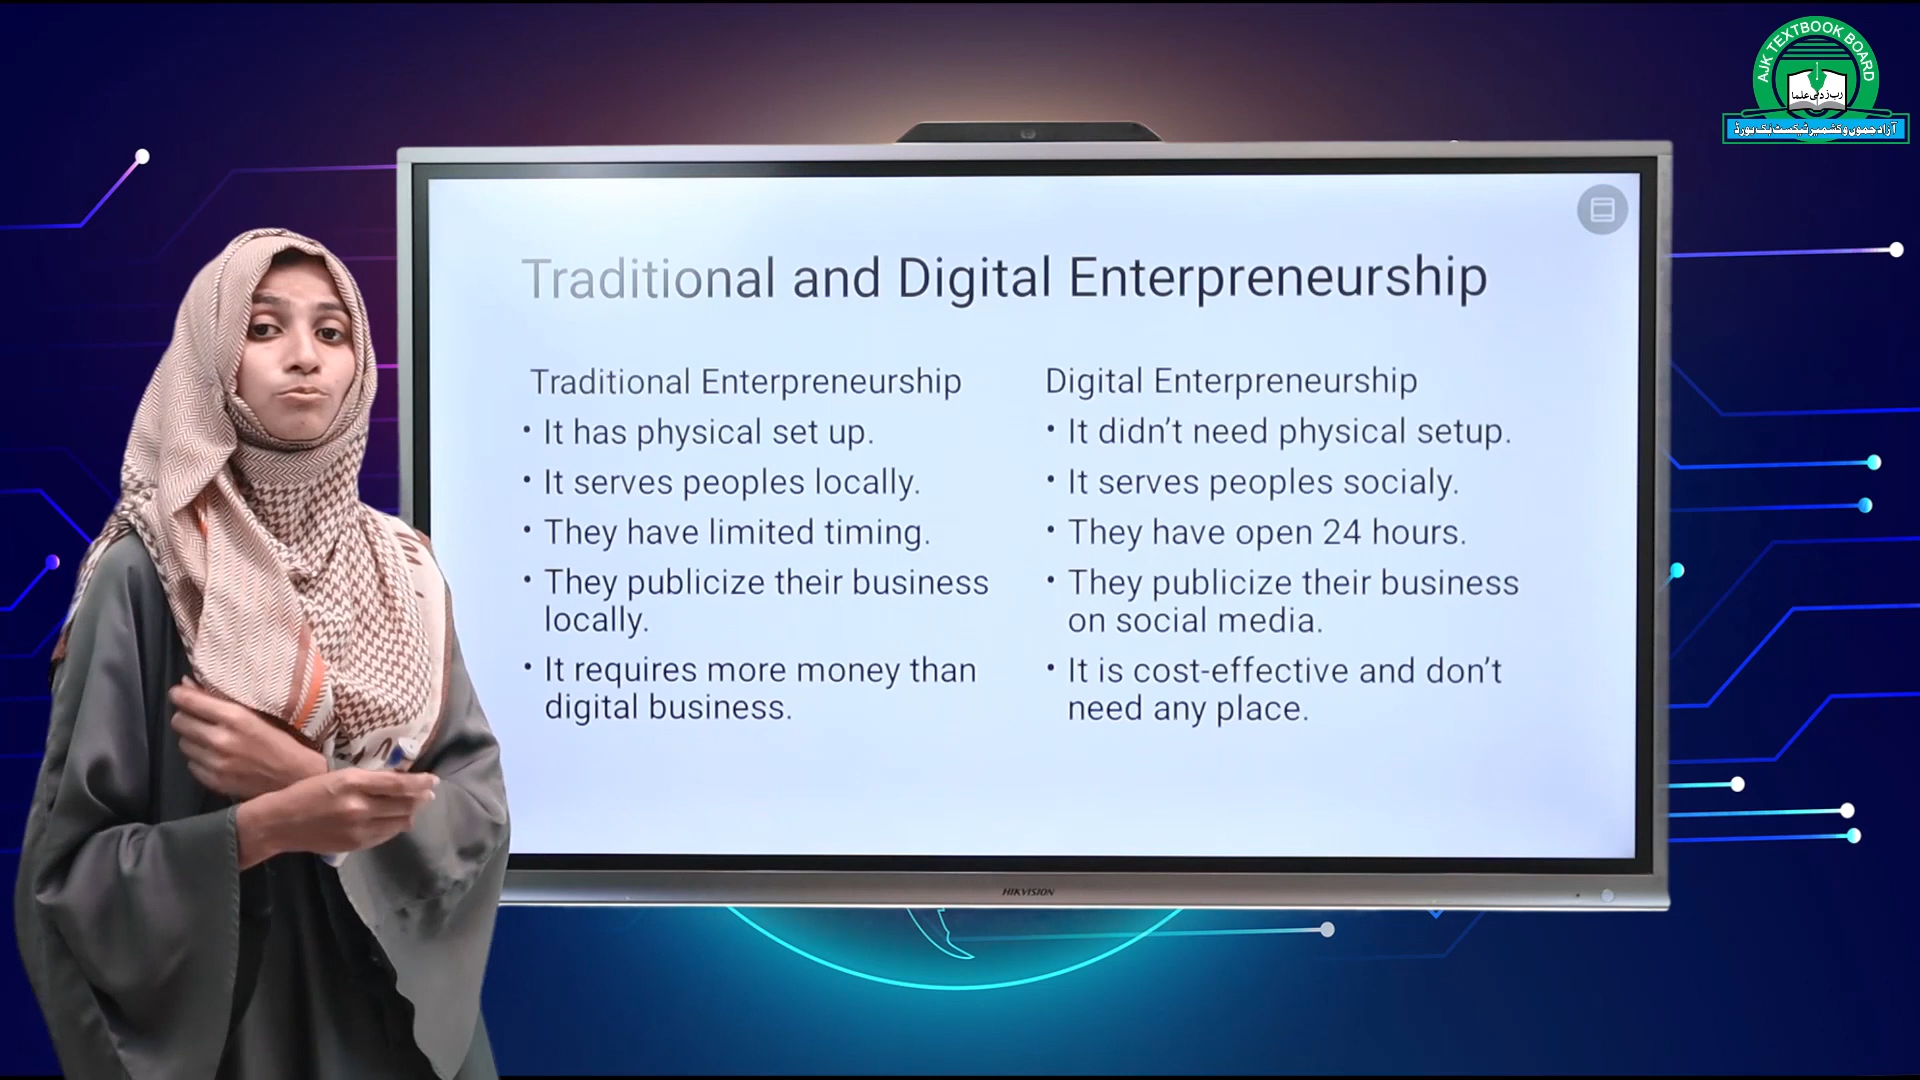 AJK TEXTBOOK BOARD
آزاد جموں و کشمیر ٹیکسٹ بک بورڈ
Traditional and Digital Enterpreneurship
Traditional Enterpreneurship
• It has physical set up.
• It serves peoples locally.
• They have limited timing.
• They publicize their business
locally.
• It requires more money than
digital business.
Digital Enterpreneurship
• It didn’t need physical setup.
• It serves peoples socialy.
• They have open 24 hours.
• They publicize their business
on social media.
• It is cost-effective and don’t
need any place.
HIKVISION